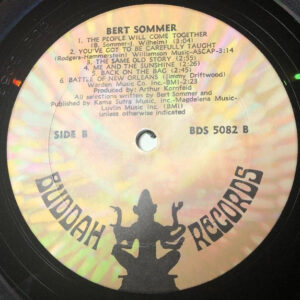 BERT SOMMER
1. THE PEOPLE WILL COME TOGETHER
(B. Sommer-J. Wilhelm) (3:04)
2. YOU'VE GOT TO BE CAREFULLY TAUGHT
(Rodgers-Hammerstein) Williamson Music-ASCAP-3:14
3. THE SAME OLD STORY (2:55)
4. ME AND THE SUNSHINE (2:26)
5. BACK ON THE BAG (2:45)
6. BATTLE OF NEW ORLEANS (Jimmy Driftwood)
Warden Music Co. Inc.-BMI-2:23
Produced by: Arthur Kornfeld
All selections written by Bert Sommer and
Published by Kama Sutra Music, Inc.-Magdalena Music-
Luvlin Music Inc. (BMI)
unless otherwise indicated
SIDE B
BDS 5082 B
BUDDAH RECORDS